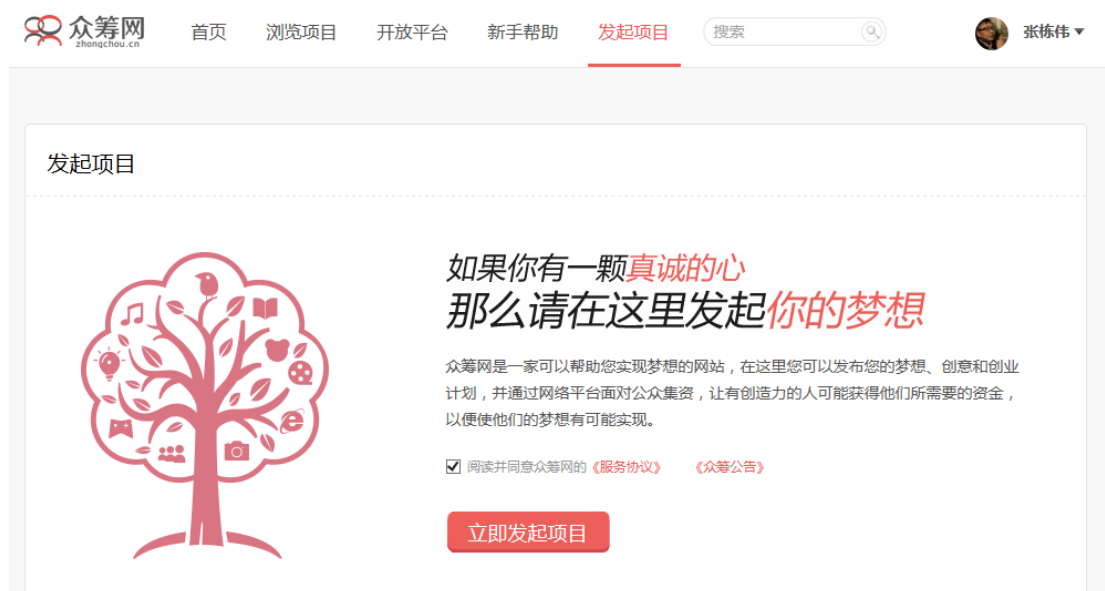 众筹网
zhongchou.cn
首页 浏览项目 开放平台 新手帮助 发起项目 搜索 张栋伟
发起项目
如果你有一颗真诚的心
那么请在这里发起你的梦想
众筹网是一家可以帮助您实现梦想的网站，在这里您可以发布您的梦想、创意和创业
计划，并通过网络平台面对公众集资，让有创造力的人可能获得他们所需要的资金，
以便使他们的梦想有可能实现。
阅读并同意众筹网的《服务协议》 《众筹公告》
立即发起项目